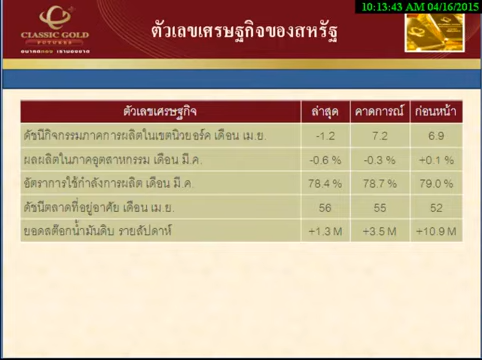 10:13:43 AM 04/16/2015
CLASSIC GOLD
FUTURES
ตัวเลขเศรษฐกิจของสหรัฐ
ตัวเลขเศรษฐกิจ ล่าสุด คาดการณ์ ก่อนหน้า
ดัชนีกิจกรรมภาคการผลิตในเขตนิวยอร์ค เดือน เม.ย. -1.2 7.2 6.9
ผลผลิตในภาคอุตสาหกรรม เดือน มี.ค. -0.6 % -0.3 % +0.1 %
อัตราการใช้กำลังการผลิต เดือน มี.ค. 78.4 % 78.7 % 79.0 %
ดัชนีตลาดที่อยู่อาศัย เดือน เม.ย. 56 55 52
ยอดสต๊อกน้ำมันดิบ รายสัปดาห์ +1.3 M +3.5 M +10.9 M